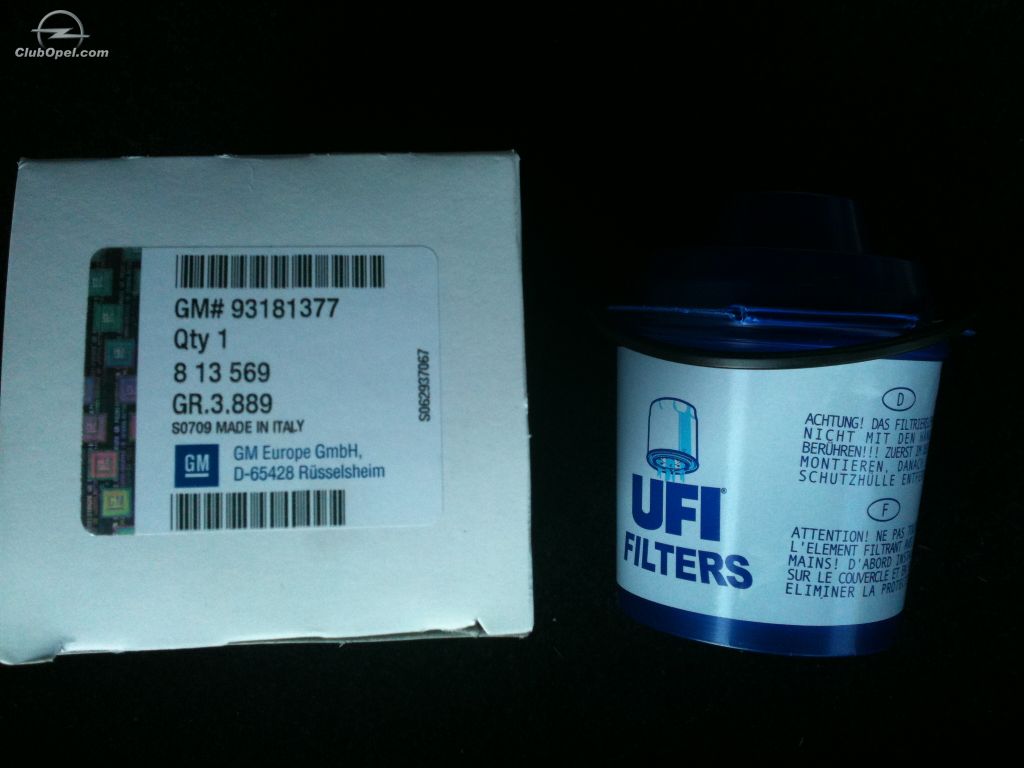 ClubOpel.com
GM# 93181377
Qty 1
8 13 569
GR.3.889
S0709 MADE IN ITALY
GM
GM Europe GmbH,
D-65428 Rüsselsheim
S062937067
UFI
FILTERS
D
ACHTUNG! DAS
NICHT MIT DEN
BERÜHREN!!! ZUERST IM
MONTIEREN,
SCHUTZHÜLLE
F
ATTENTION! NE PAS
L'ELEMENT FILTRANT
MAINS! D'ABORD
SUR LE COUVERCLE ET
ELIMINER LA